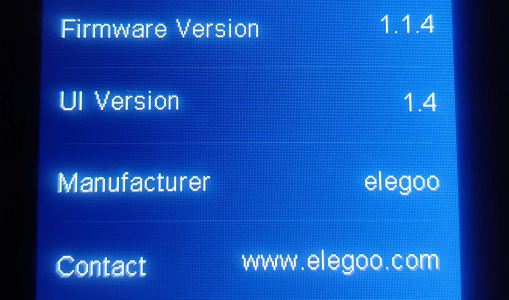 Firmware Version 1.1.4
UI Version 1.4
Manufacturer elegoo
Contact www.elegoo.com